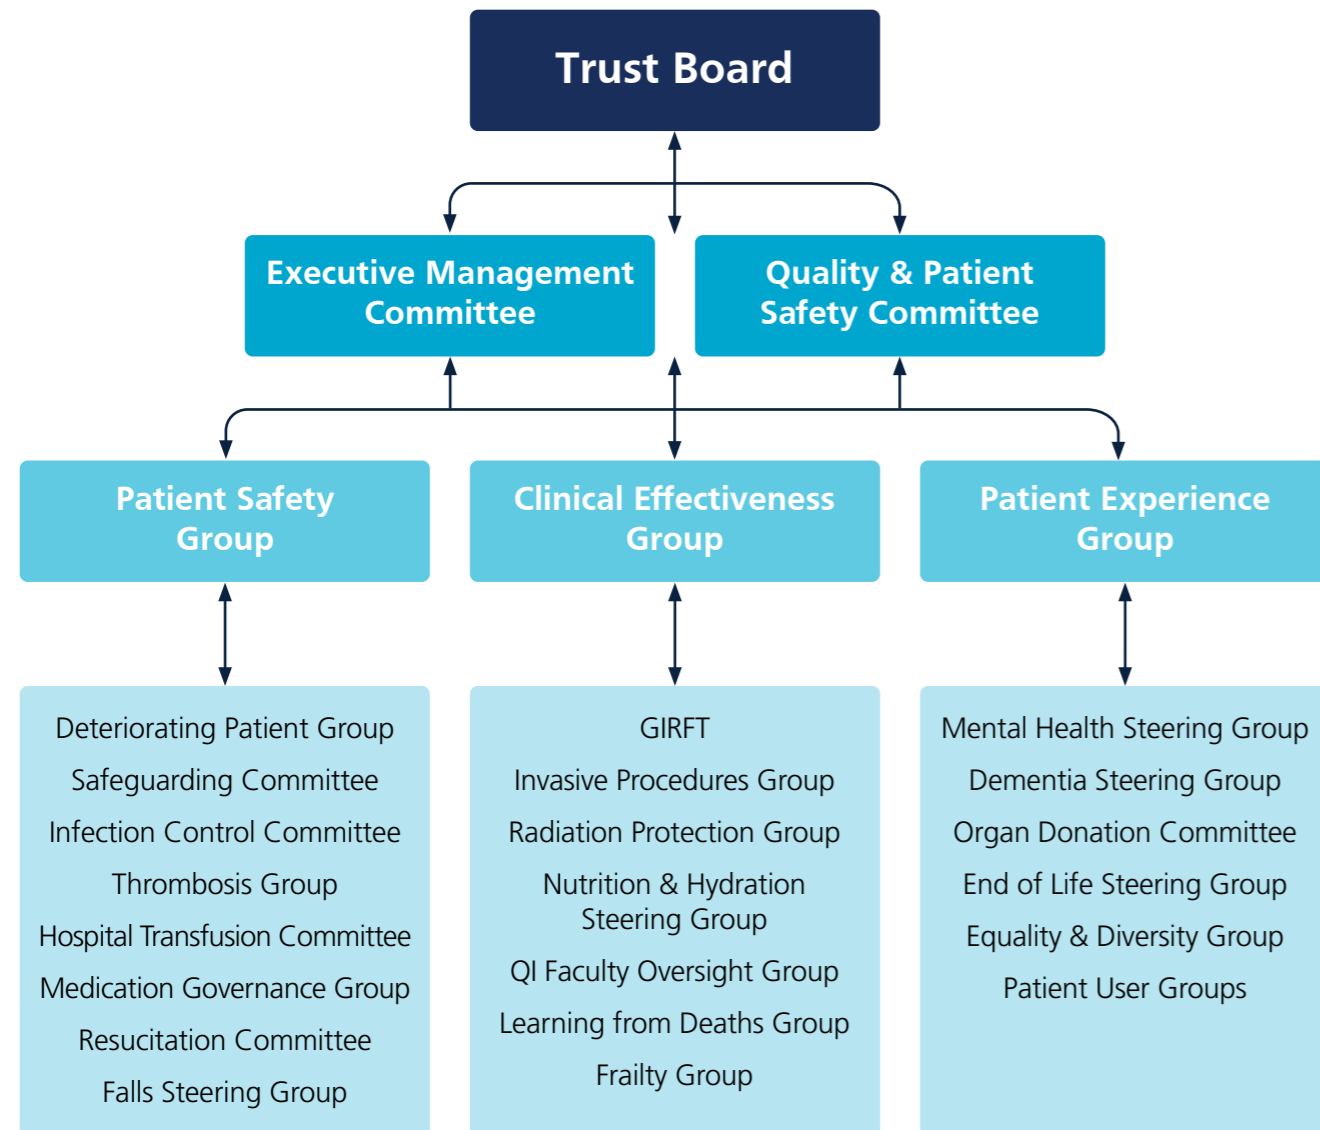 Trust Board
Executive Management
Committee
Quality & Patient
Safety Committee
Patient Safety
Group
Clinical Effectiveness
Group
Patient Experience
Group
Deteriorating Patient Group
Safeguarding Committee
Infection Control Committee
Thrombosis Group
Hospital Transfusion Committee
Medication Governance Group
Resucitation Committee
Falls Steering Group
GIRFT
Invasive Procedures Group
Radiation Protection Group
Nutrition & Hydration
Steering Group
QI Faculty Oversight Group
Learning from Deaths Group
Frailty Group
Mental Health Steering Group
Dementia Steering Group
Organ Donation Committee
End of Life Steering Group
Equality & Diversity Group
Patient User Groups